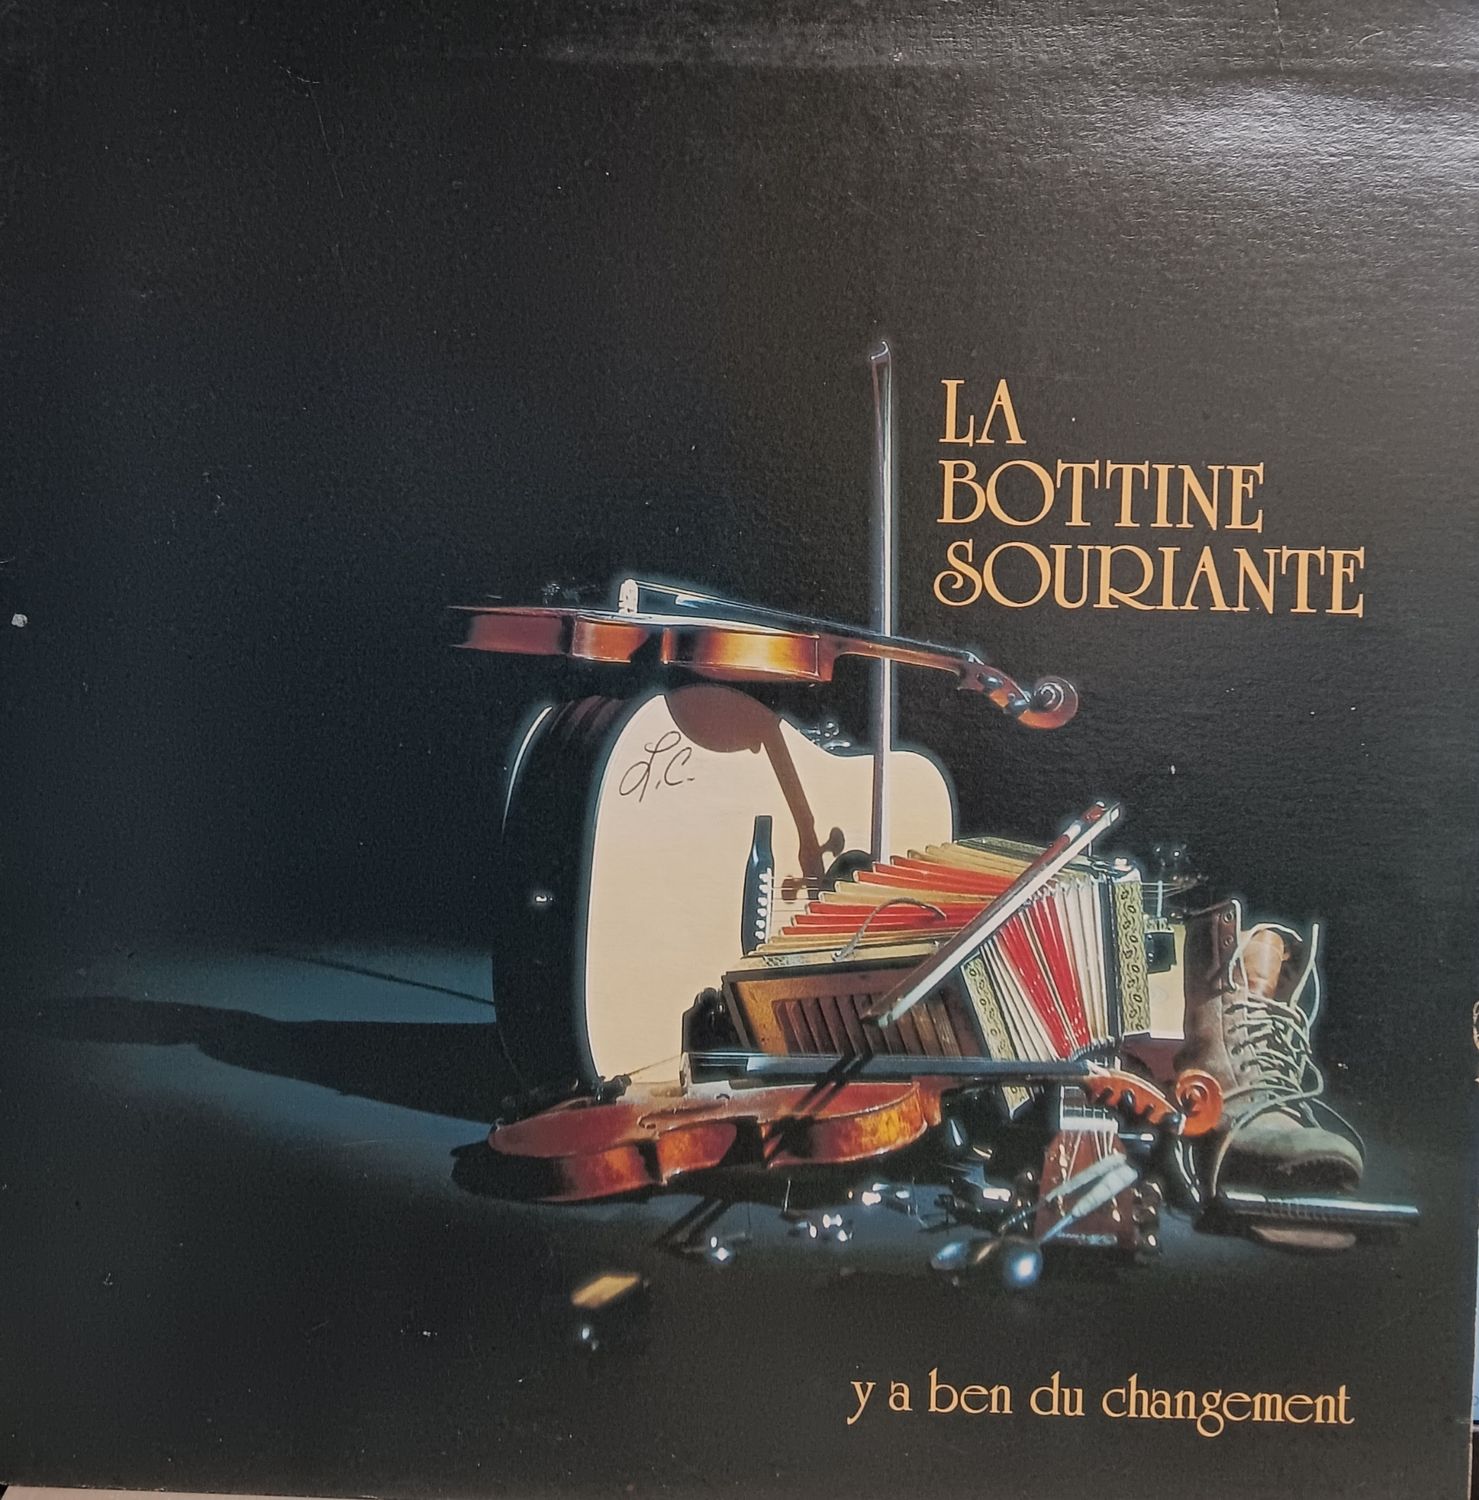 LA
BOTTINE
SOURIANTE
L.C.
y a ben du changement